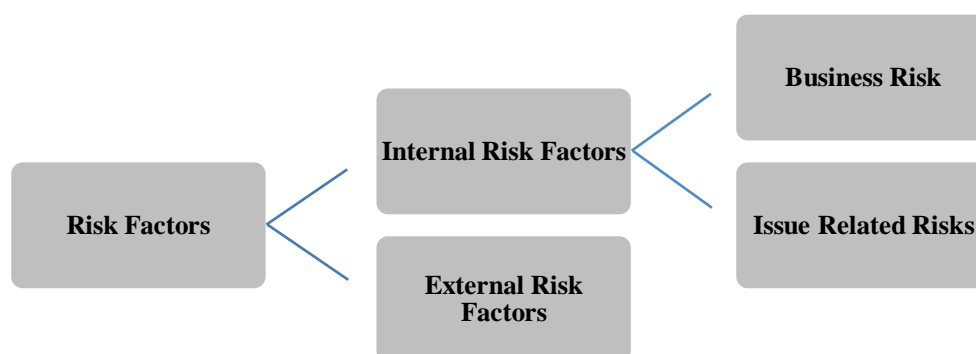 Risk Factors
Internal Risk Factors
External Risk
Factors
Business Risk
Issue Related Risks